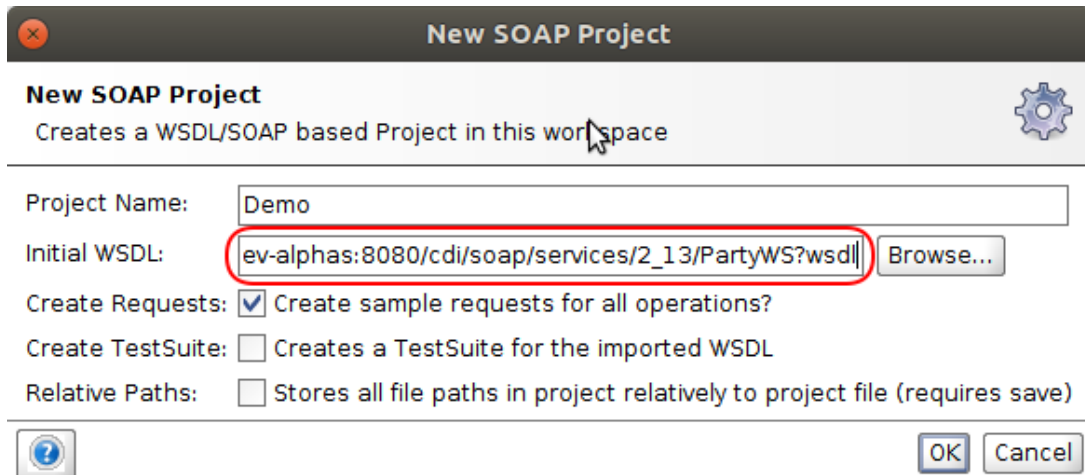 New SOAP Project
New SOAP Project
Creates a WSDL/SOAP based Project in this workspace
Project Name: Demo
Initial WSDL: ev-alphas:8080/cdi/soap/services/2_13/PartyWS?wsdl Browse...
Create Requests: Create sample requests for all operations?
Create TestSuite: Creates a TestSuite for the imported WSDL
Relative Paths: Stores all file paths in project relatively to project file (requires save)
? OK Cancel